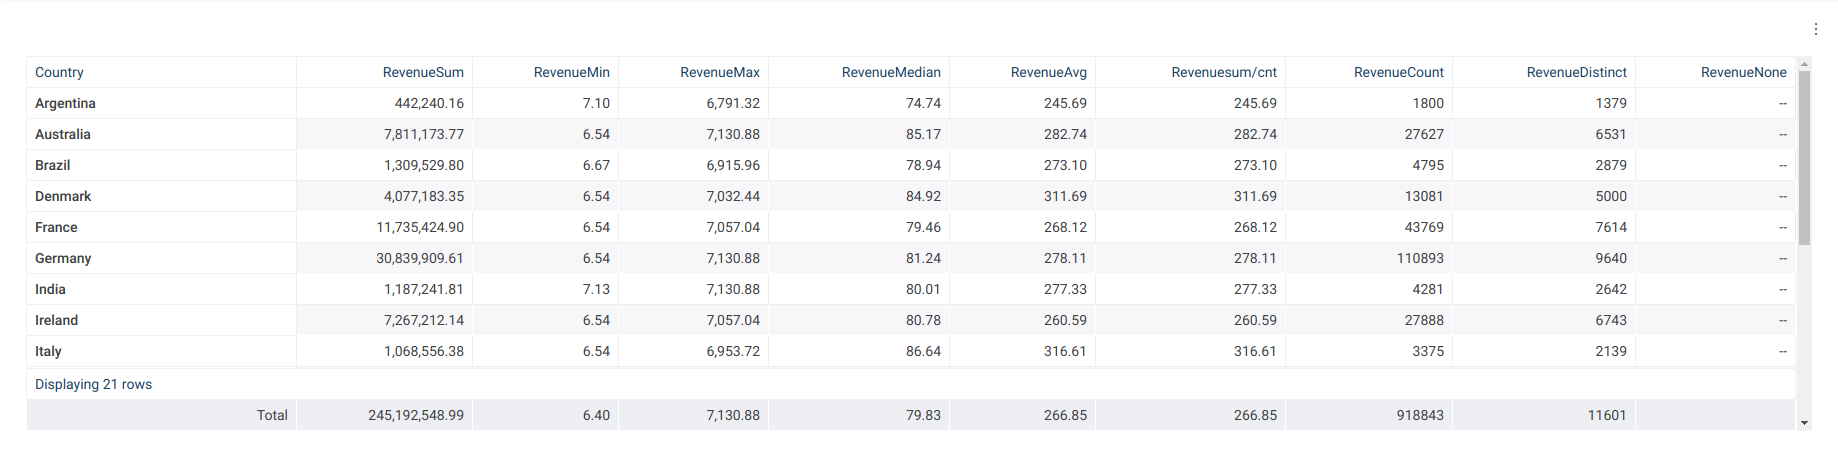 Country RevenueSum RevenueMin RevenueMax RevenueMedian RevenueAvg Revenuesum/cnt RevenueCount RevenueDistinct RevenueNone
Argentina 442,240.16 7.10 6,791.32 74.74 245.69 245.69 1800 1379 --
Australia 7,811,173.77 6.54 7,130.88 85.17 282.74 282.74 27627 6531 --
Brazil 1,309,529.80 6.67 6,915.96 78.94 273.10 273.10 4795 2879 --
Denmark 4,077,183.35 6.54 7,032.44 84.92 311.69 311.69 13081 5000 --
France 11,735,424.90 6.54 7,057.04 79.46 268.12 268.12 43769 7614 --
Germany 30,839,909.61 6.54 7,130.88 81.24 278.11 278.11 110893 9640 --
India 1,187,241.81 7.13 7,130.88 80.01 277.33 277.33 4281 2642 --
Ireland 7,267,212.14 6.54 7,057.04 80.78 260.59 260.59 27888 6743 --
Italy 1,068,556.38 6.54 6,953.72 86.64 316.61 316.61 3375 2139 --
Displaying 21 rows
Total 245,192,548.99 6.40 7,130.88 79.83 266.85 266.85 918843 11601